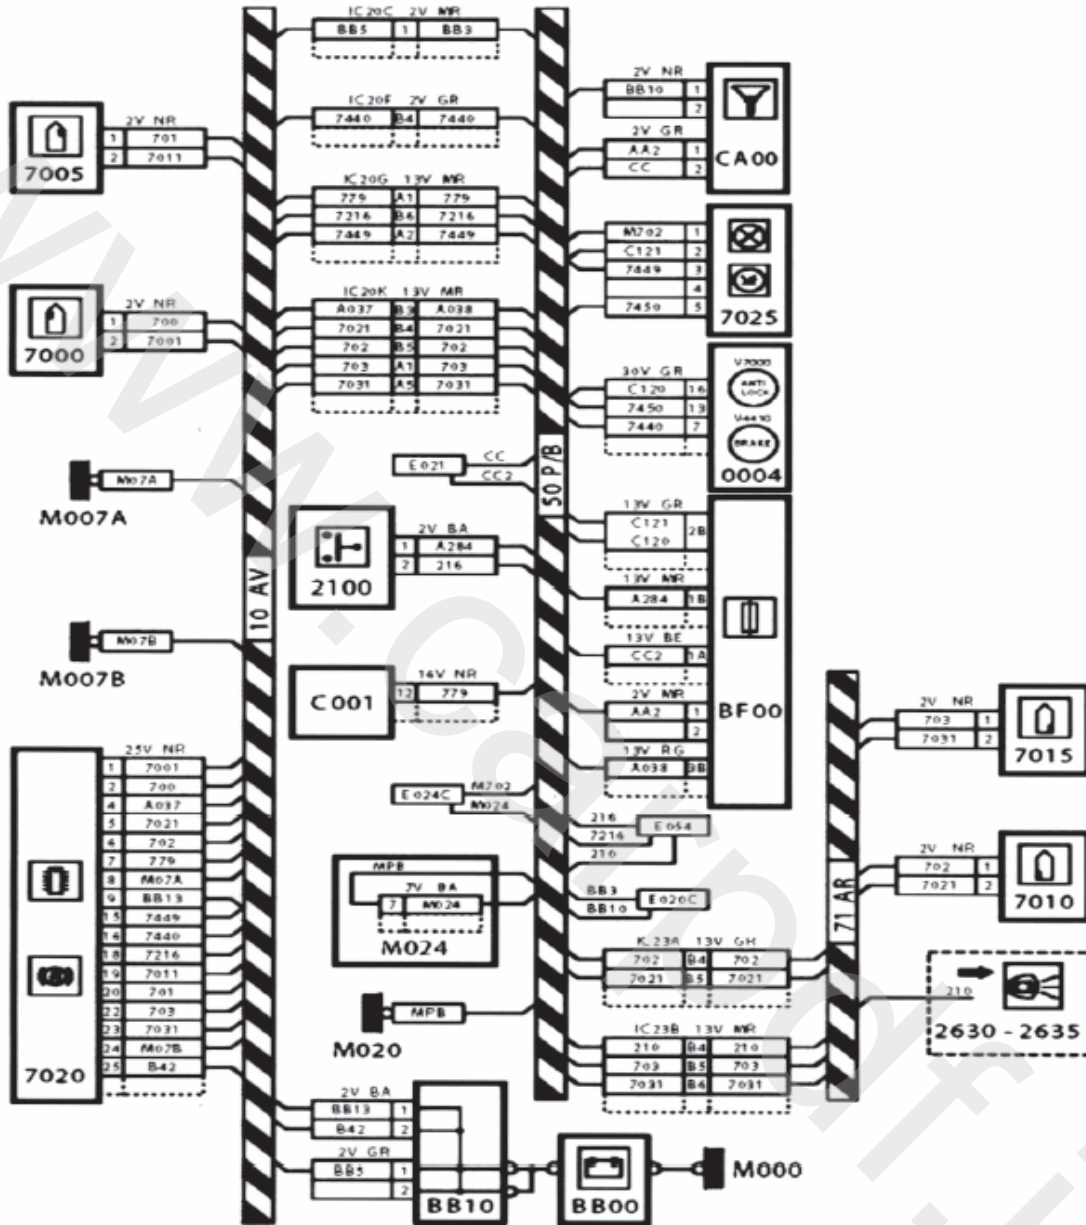 IC20C 2V MR
BB5 1 BB3
IC20F 2V GR
7440 B4 7440
IC20G 13V MR
779 A1 779
7216 B6 7216
7449 A2 7449
IC20K 13V MR
A037 B3 A038
7021 B4 7021
702 B5 702
703 A1 703
7031 A5 7031
2V NR
1 701
2 7011
7005
2V NR
1 700
2 7001
7000
M07A
M007A
M07B
M007B
10 AV
25V NR
1 7001
2 700
4 A037
5 7021
6 702
7 779
8 M07A
9 BB13
15 7449
16 7440
18 7216
19 7011
20 701
22 703
23 7031
24 M07B
25 B42
7020
E021
CC
CC2
2V BA
1 A284
2 216
2100
16V NR
12 779
C001
E024C
M702
M024
MPB
7V BA
7 M024
M024
MPB
M020
50 P/B
2V NR
BB10 1
2
2V GR
AA2 1
CC 2
CA00
M702 1
C121 2
7449 3
4
7450 5
7025
30V GR
C120 16
7450 13
7440 7
V7000
ANTI
LOCK
V4410
BRAKE
0004
13V GR
C121
C120
2B
13V MR
A284 1B
13V BE
CC2 1A
2V MR
AA2 1
2
13V RG
A038 3B
BF00
216
7216
210
E054
BB3
BB10
E020C
IC23A 13V GR
702 B4 702
7021 B5 7021
IC23B 13V MR
210 B4 210
703 B5 703
7031 B6 7031
71 AR
2V NR
703 1
7031 2
7015
2V NR
702 1
7021 2
7010
210
2630 - 2635
2V BA
BB13 1
B42 2
2V GR
BB5 1
2
BB10
BB00
M000
www.carpdf.